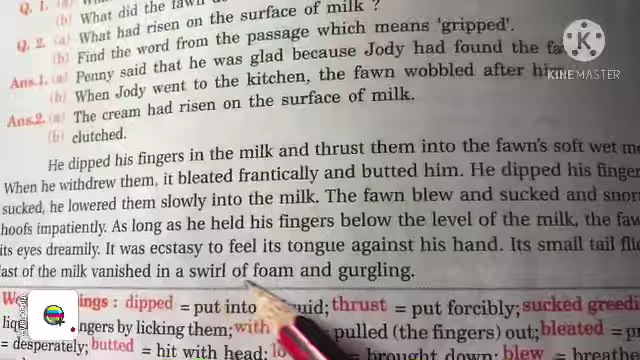 Q. 1. (a)
(b) What did the fawn
Q. 2. (a) What had risen on the surface of milk ?
(b) Find the word from the passage which means 'gripped'.
Ans.1. (a) Penny said that he was glad because Jody had found the fa
(b) When Jody went to the kitchen, the fawn wobbled after him
Ans.2. (a) The cream had risen on the surface of milk.
(b) clutched.
He dipped his fingers in the milk and thrust them into the fawn's soft wet mo
When he withdrew them, it bleated frantically and butted him. He dipped his finger
sucked, he lowered them slowly into the milk. The fawn blew and sucked and snor
hoofs impatiently. As long as he held his fingers below the level of the milk, the faw
its eyes dreamily. It was ecstasy to feel its tongue against his hand. Its small tail flic
last of the milk vanished in a swirl of foam and gurgling.
ings : dipped = put into uid; thrust = put forcibly; sucked greedi
liq ngers by licking them; with pulled (the fingers) out; bleated = p
= desperately; butted = hit with head; lo = brought down; blew = breath
K
KINEMASTER